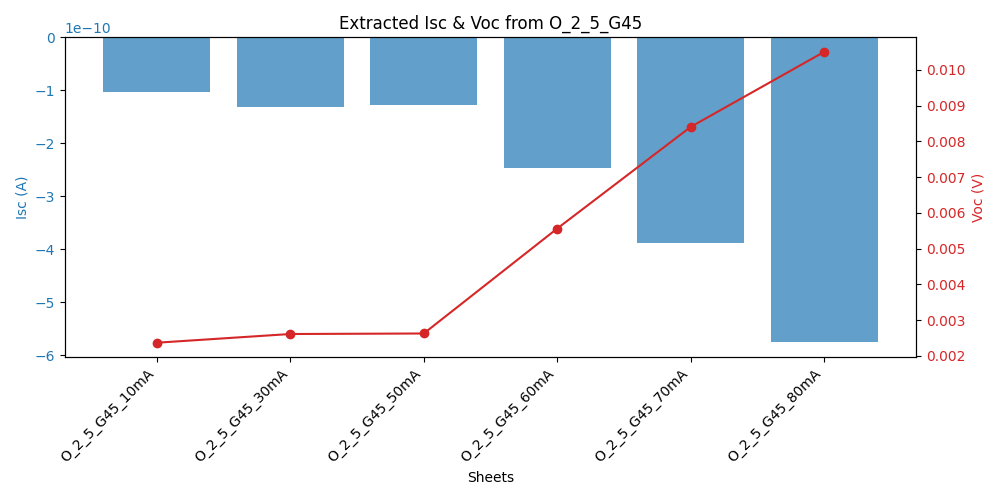 Extracted Isc & Voc from O_2_5_G45
1e−10
0
−1
−2
−3
−4
−5
−6
Isc (A)
0.010
0.009
0.008
0.007
0.006
0.005
0.004
0.003
0.002
Voc (V)
O_2_5_G45_10mA
O_2_5_G45_30mA
O_2_5_G45_50mA
O_2_5_G45_60mA
O_2_5_G45_70mA
O_2_5_G45_80mA
Sheets